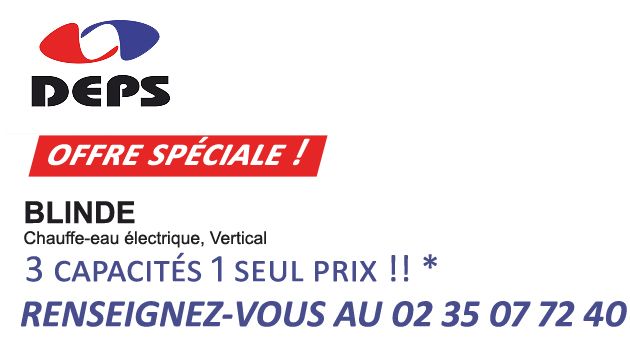 DEPS
OFFRE SPÉCIALE !
BLINDE
Chauffe-eau électrique, Vertical
3 CAPACITÉS 1 SEUL PRIX !! *
RENSEIGNEZ-VOUS AU 02 35 07 72 40